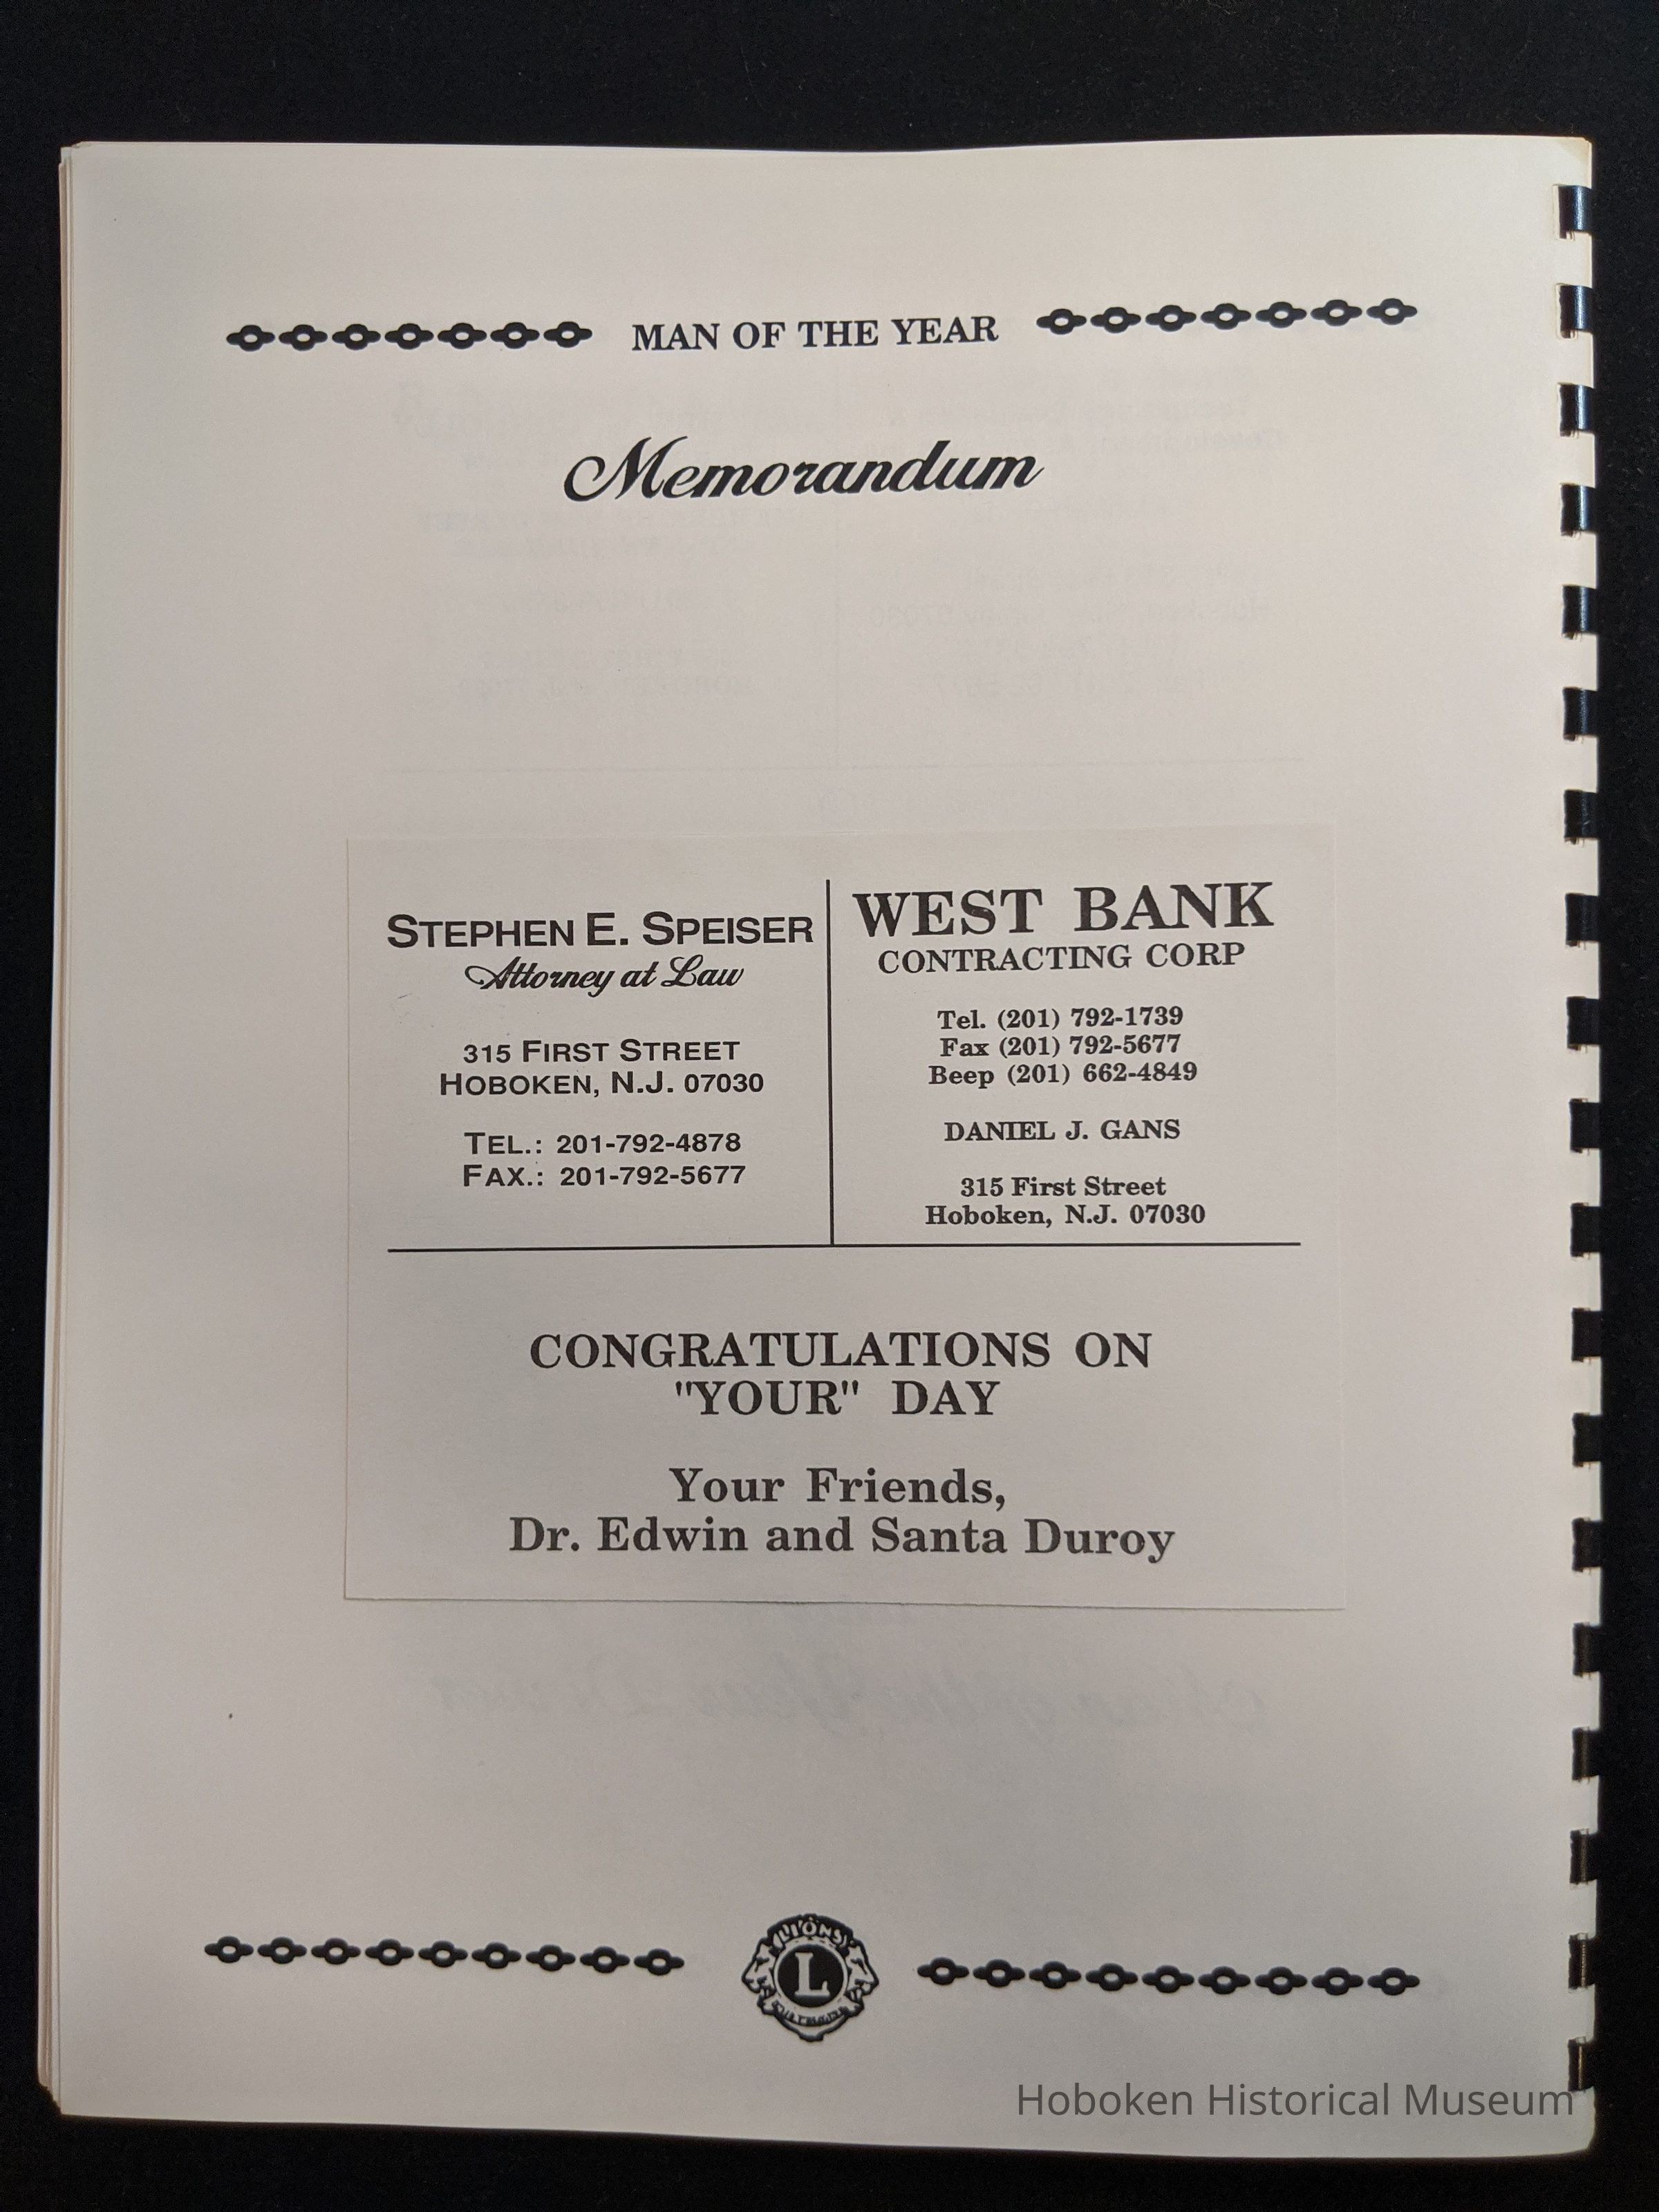 MAN OF THE YEAR
Memorandum
STEPHEN E. SPEISER
Attorney at Law
315 FIRST STREET
HOBOKEN, N.J. 07030
TEL.: 201-792-4878
FAX.: 201-792-5677
WEST BANK
CONTRACTING CORP
Tel. (201) 792-1739
Fax (201) 792-5677
Beep (201) 662-4849
DANIEL J. GANS
315 First Street
Hoboken, N.J. 07030
CONGRATULATIONS ON
"YOUR" DAY
Your Friends,
Dr. Edwin and Santa Duroy
LIONS
L
Hoboken Historical Museum